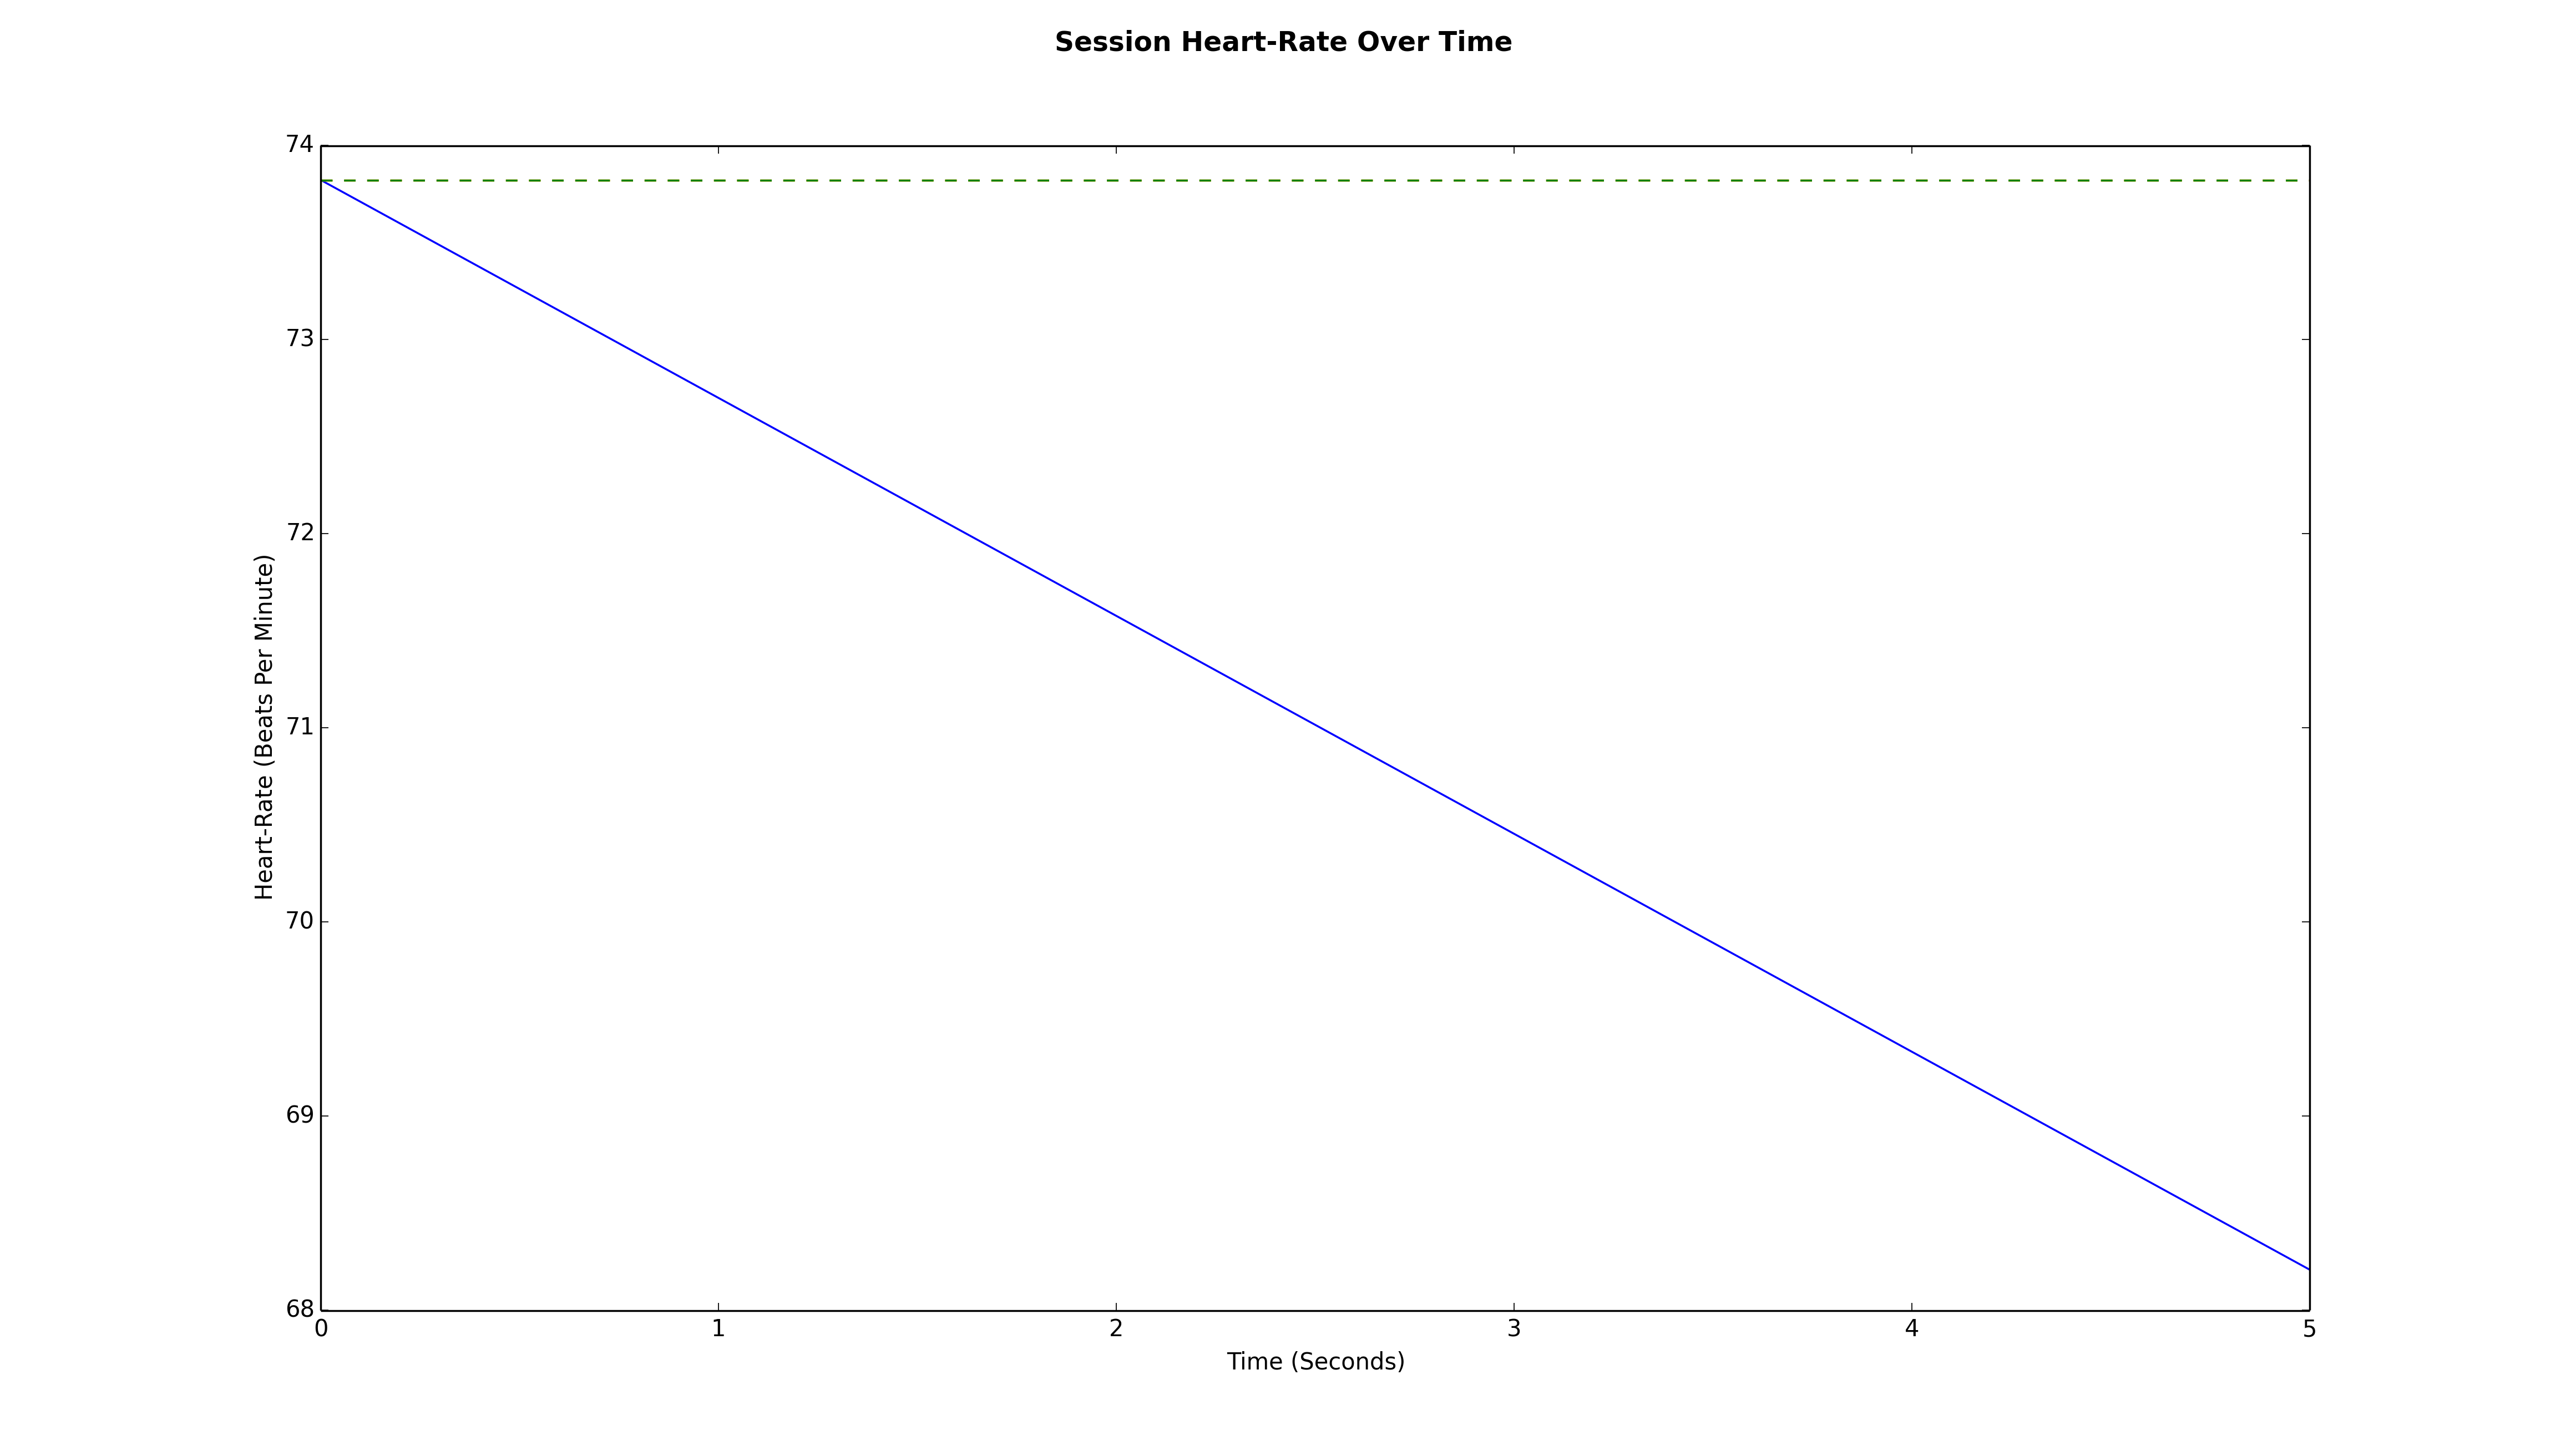 Session Heart-Rate Over Time
74
73
72
71
70
69
68
Heart-Rate (Beats Per Minute)
0 1 2 3 4 5
Time (Seconds)